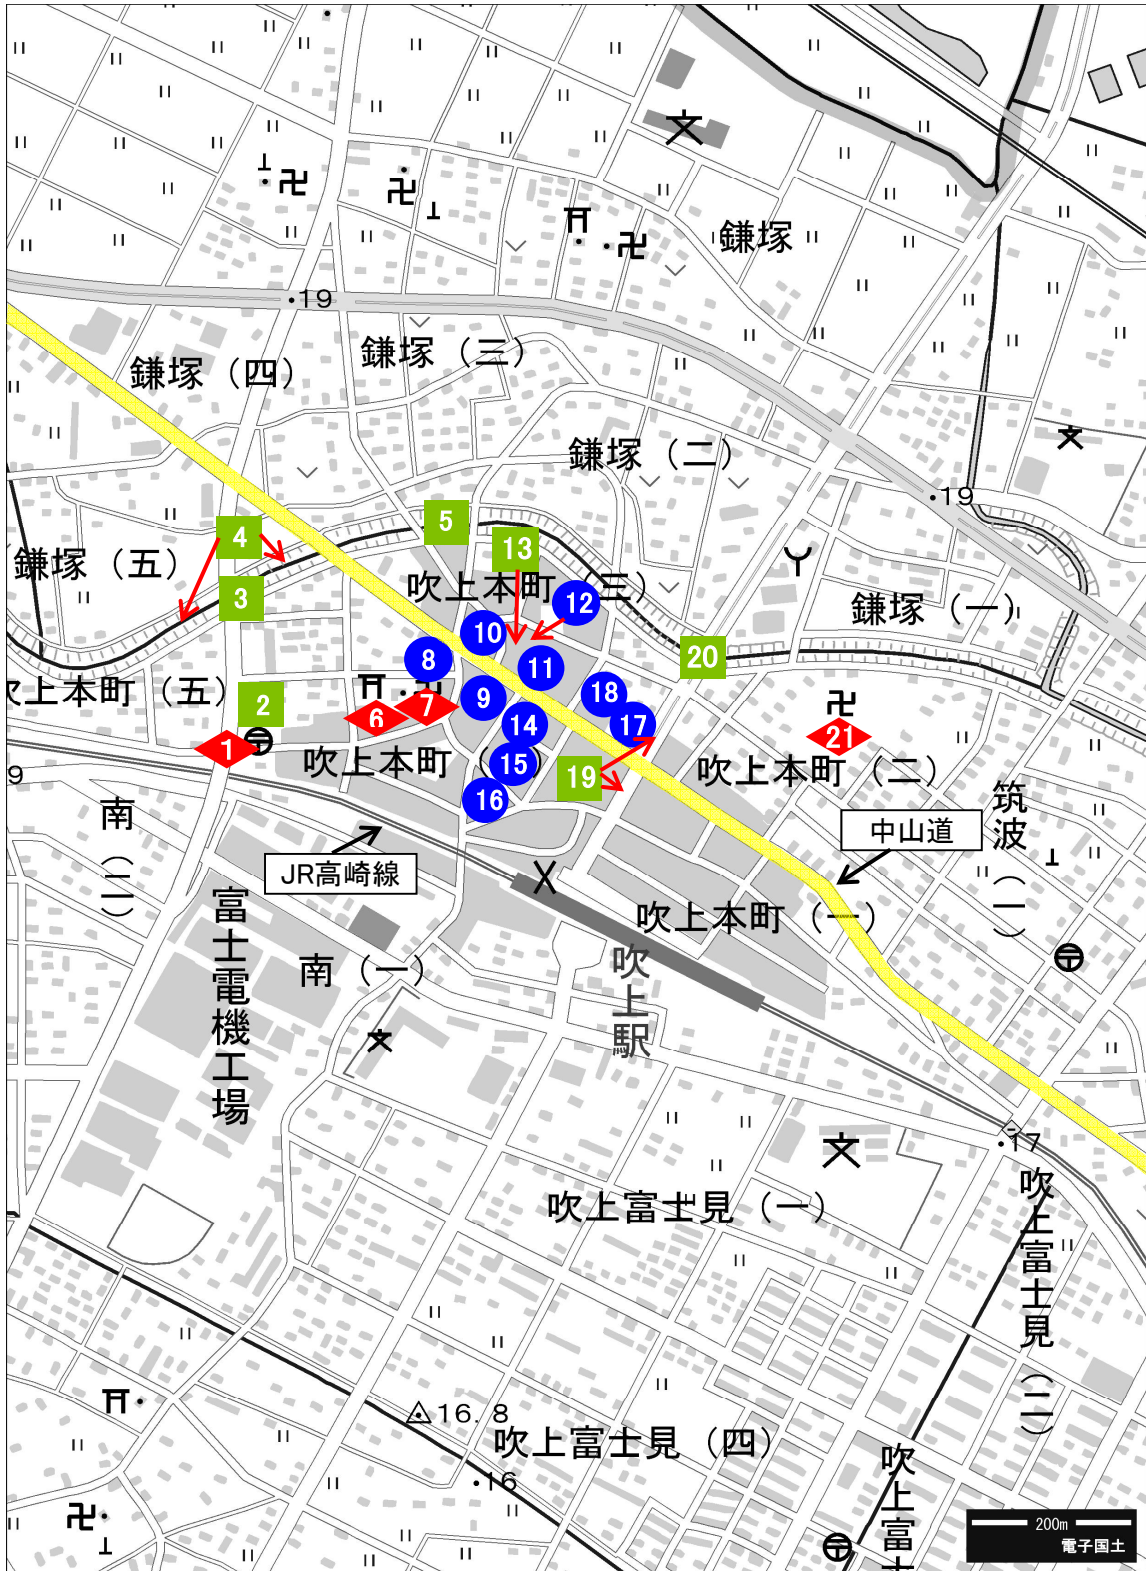 鎌塚
19
鎌塚（三）
鎌塚（四）
鎌塚（二）
19
5
4
13
鎌塚（五）
吹上本町（三）
12
3
鎌塚（一）
10
20
8
11
吹上本町（五）
18
9
2
6
7
14
17
21
1
吹上本町
15
吹上本町（二）
19
9
16
筑波（一）
南（二）
中山道
JR高崎線
吹上本町（一）
富士電機工場
南（一）
吹上駅
17
吹上富士見（一）
吹上富士見（二）
16.8
吹上富士見（四）
16
吹上富士
200m
電子国土